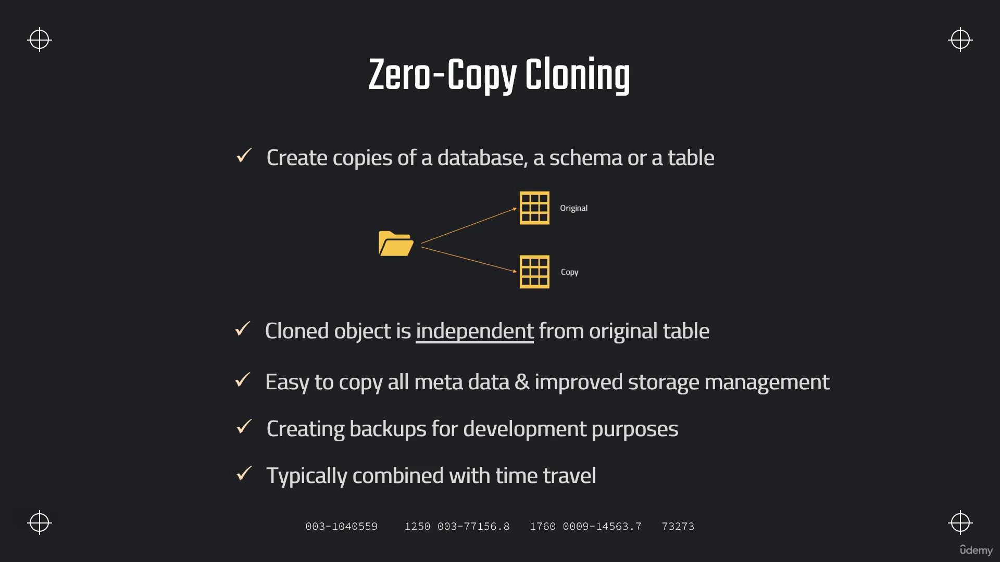 Zero-Copy Cloning
Create copies of a database, a schema or a table
Original
Copy
Cloned object is independent from original table
Easy to copy all meta data & improved storage management
Creating backups for development purposes
Typically combined with time travel
003-1040559 1250 003-77156.8 1760 0009-14563.7 73273
ûdemy